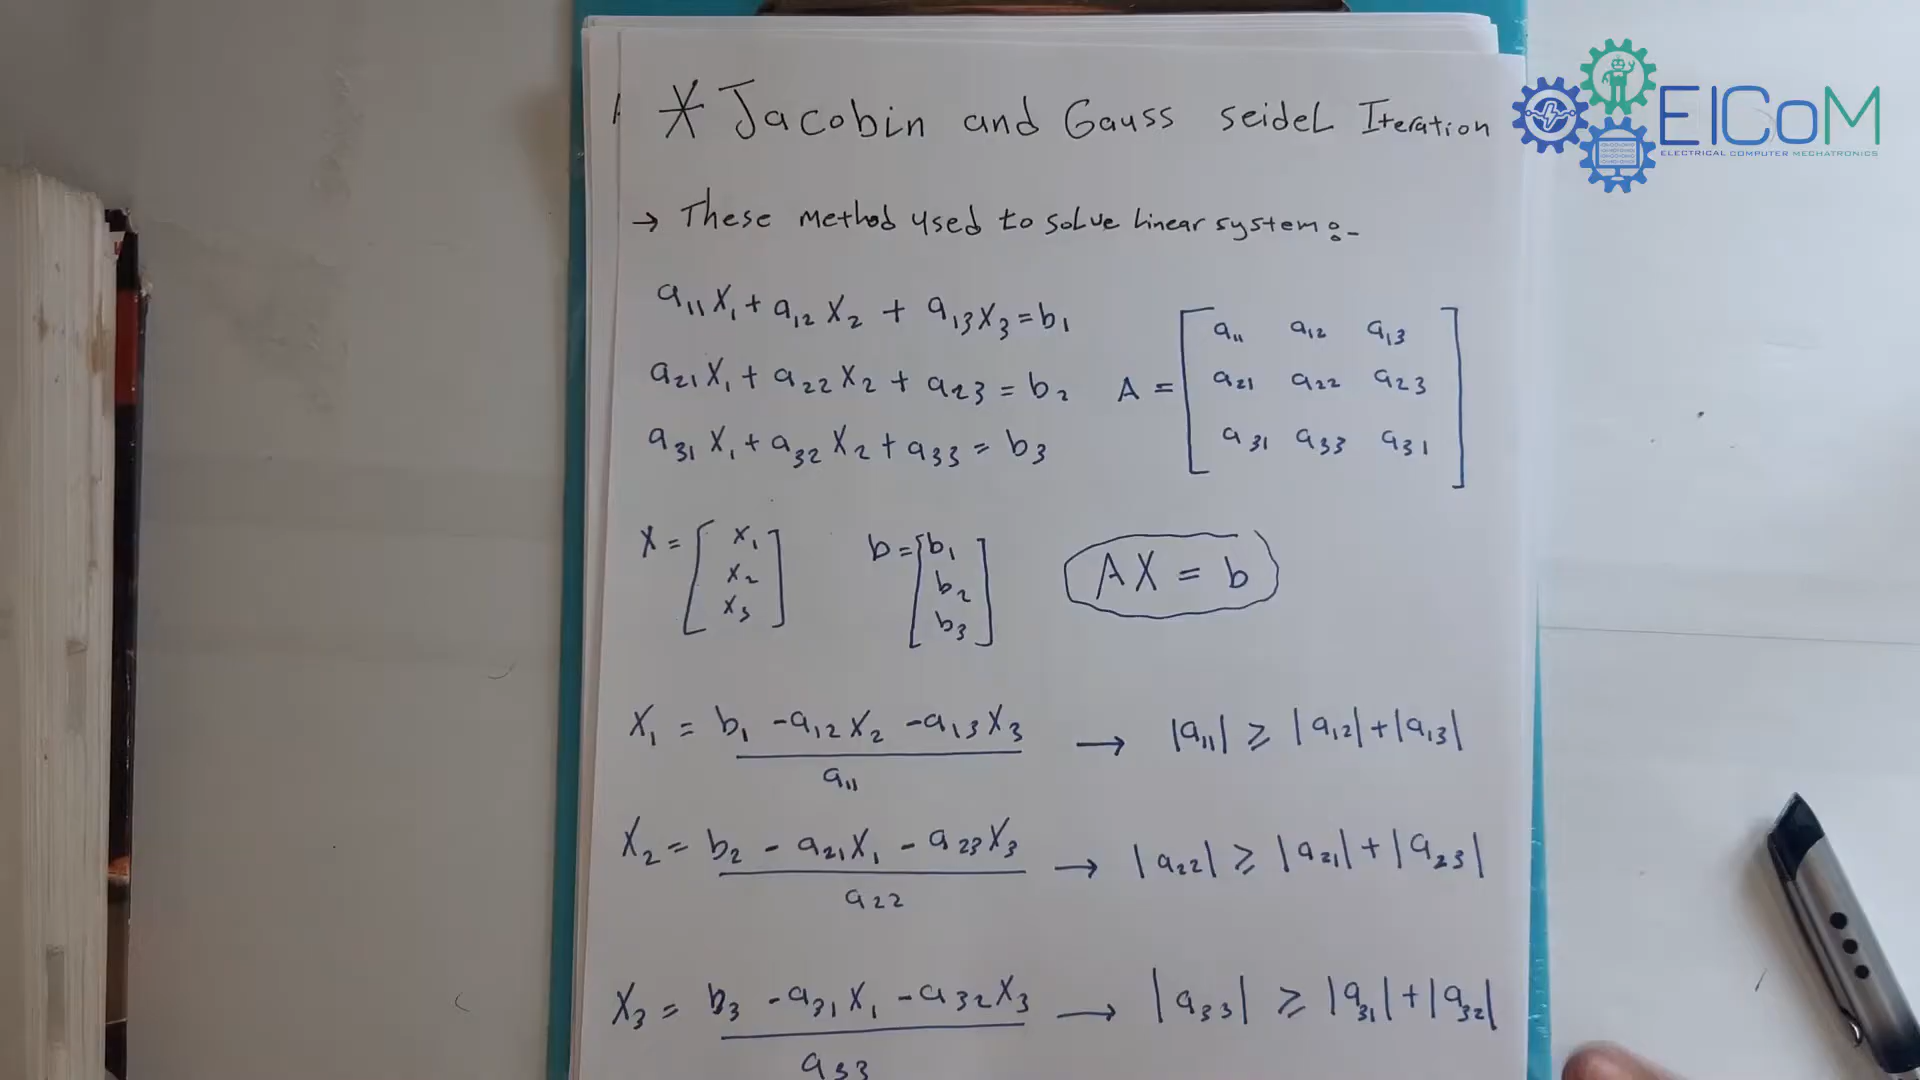 * Jacobin and Gauss seidel Iteration
EICoM
ELECTRICAL COMPUTER MECHATRONICS
→ These method used to solve linear system:-
a11 X1 + a12 X2 + a13 X3 = b1
a21 X1 + a22 X2 + a23 = b2
a31 X1 + a32 X2 + a33 = b3
A = [ a11 a12 a13
a21 a22 a23
a31 a33 a31 ]
X = [ x1
x2
x3 ]
b = [ b1
b2
b3 ]
AX = b
X1 = b1 - a12 X2 - a13 X3 → |a11| ≥ |a12| + |a13|
a11
X2 = b2 - a21 X1 - a23 X3 → |a22| ≥ |a21| + |a23|
a22
X3 = b3 - a31 X1 - a32 X3 → |a33| ≥ |a31| + |a32|
a33